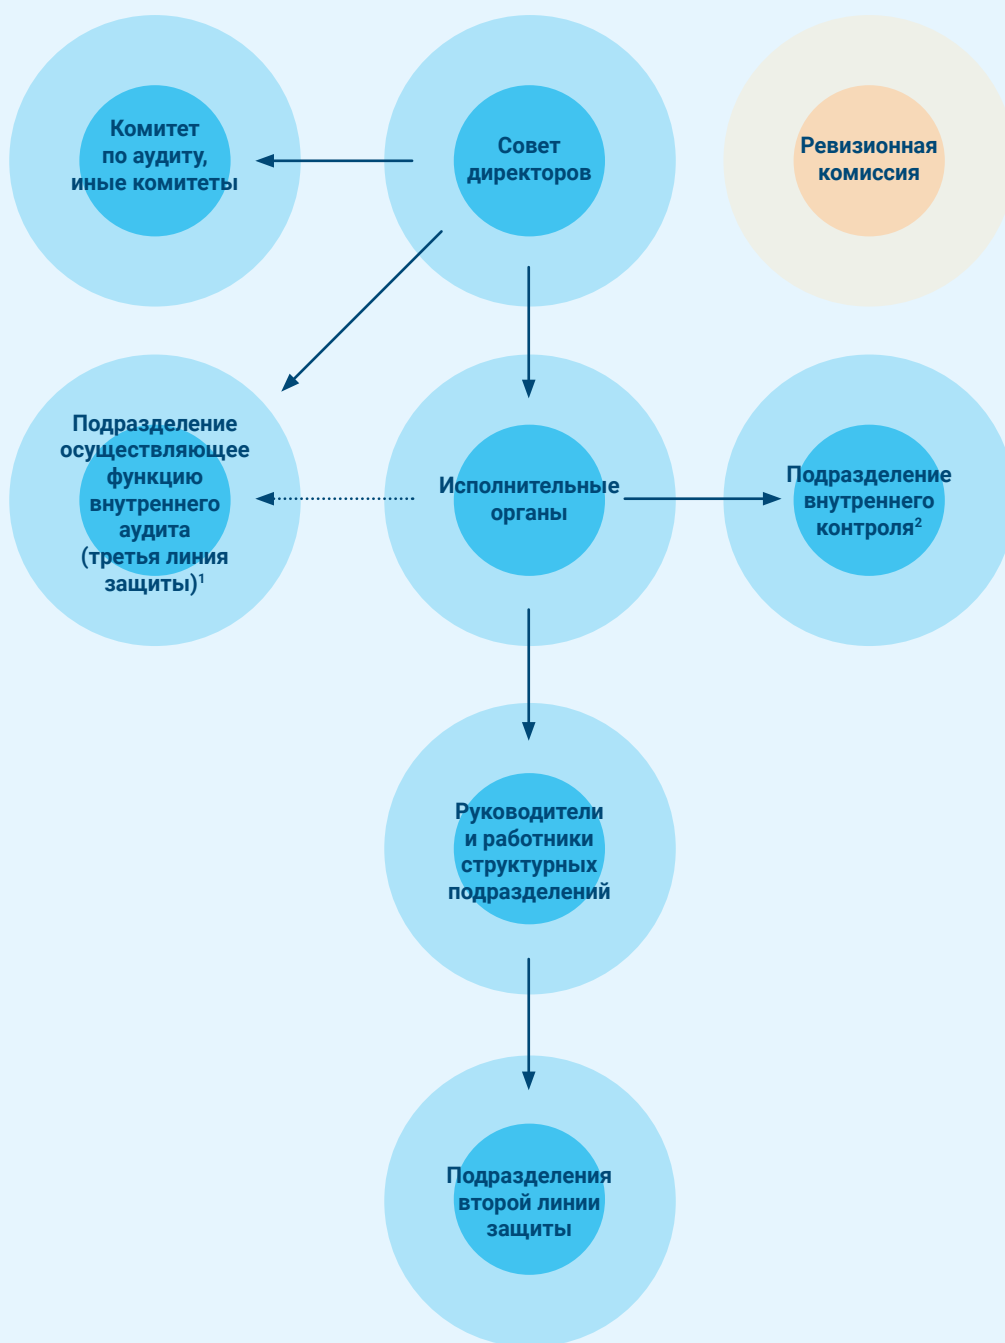 Комитет
по аудиту,
иные комитеты
Совет
директоров
Ревизионная
комиссия
Подразделение
осуществляющее
функцию
внутреннего
аудита
(третья линия
защиты)¹
Исполнительные
органы
Подразделение
внутреннего
контроля²
Руководители
и работники
структурных
подразделений
Подразделения
второй линии
защиты